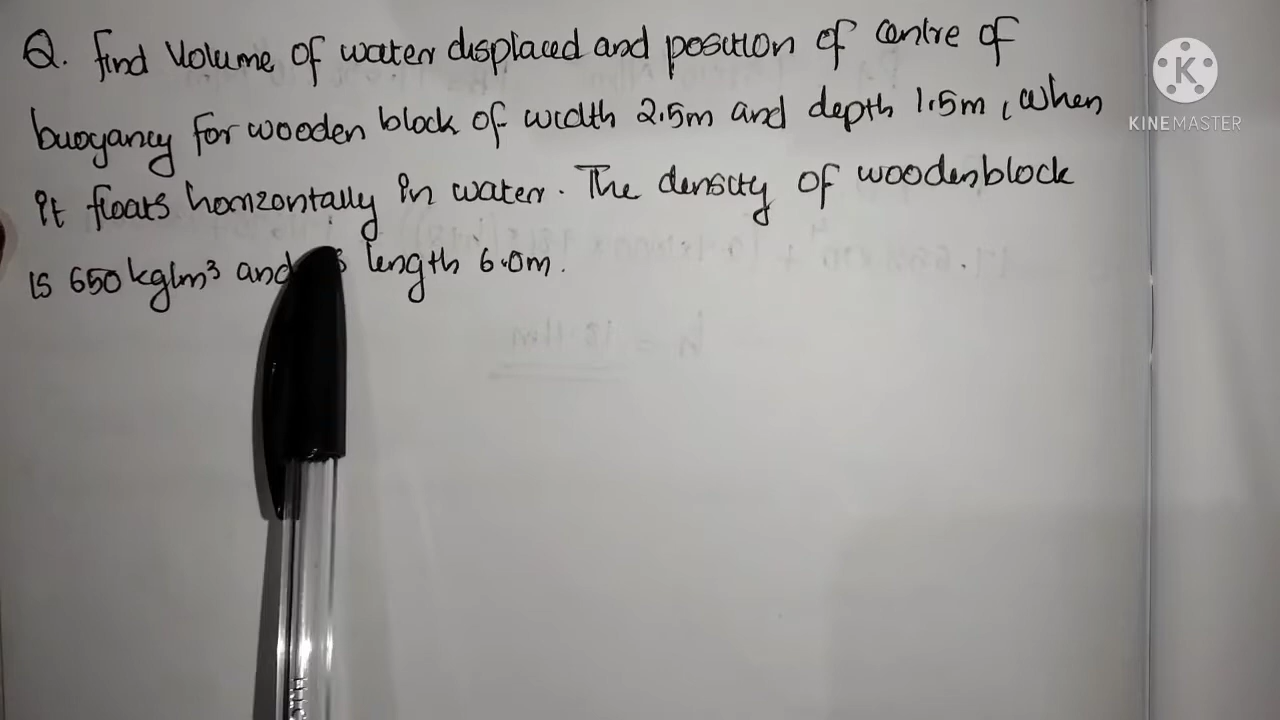 Q. Find Volume of water displaced and position of centre of
KINEMASTER
buoyancy for wooden block of width 2.5m and depth 1.5m, when
it floats horizontally in water. The density of wooden block
is 650 kg/m³ and length 6.0m.